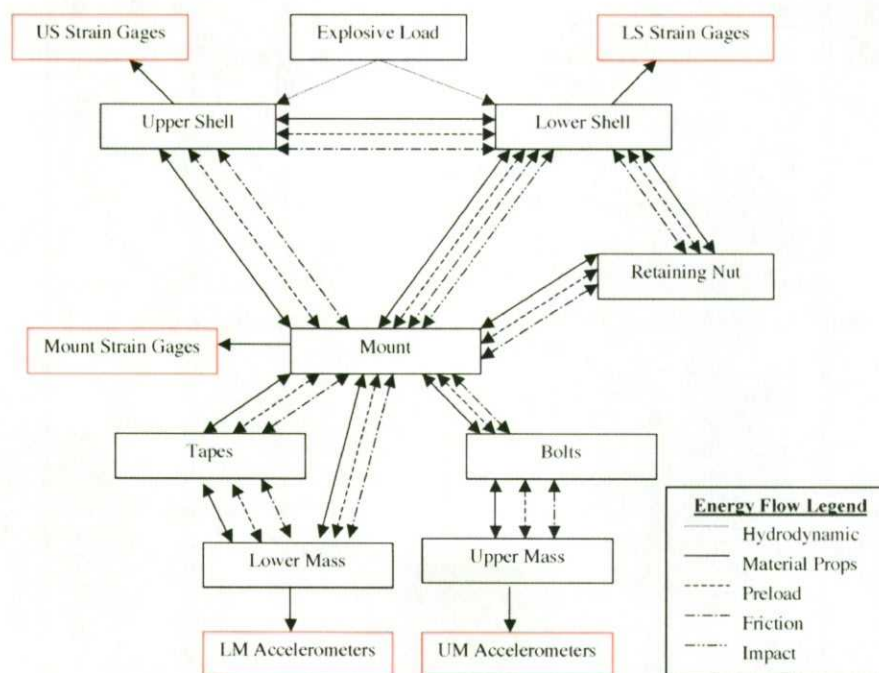 US Strain Gages
Explosive Load
LS Strain Gages
Upper Shell
Lower Shell
Retaining Nut
Mount Strain Gages
Mount
Tapes
Bolts
Lower Mass
Upper Mass
LM Accelerometers
UM Accelerometers
Energy Flow Legend
Hydrodynamic
Material Props
Preload
Friction
Impact